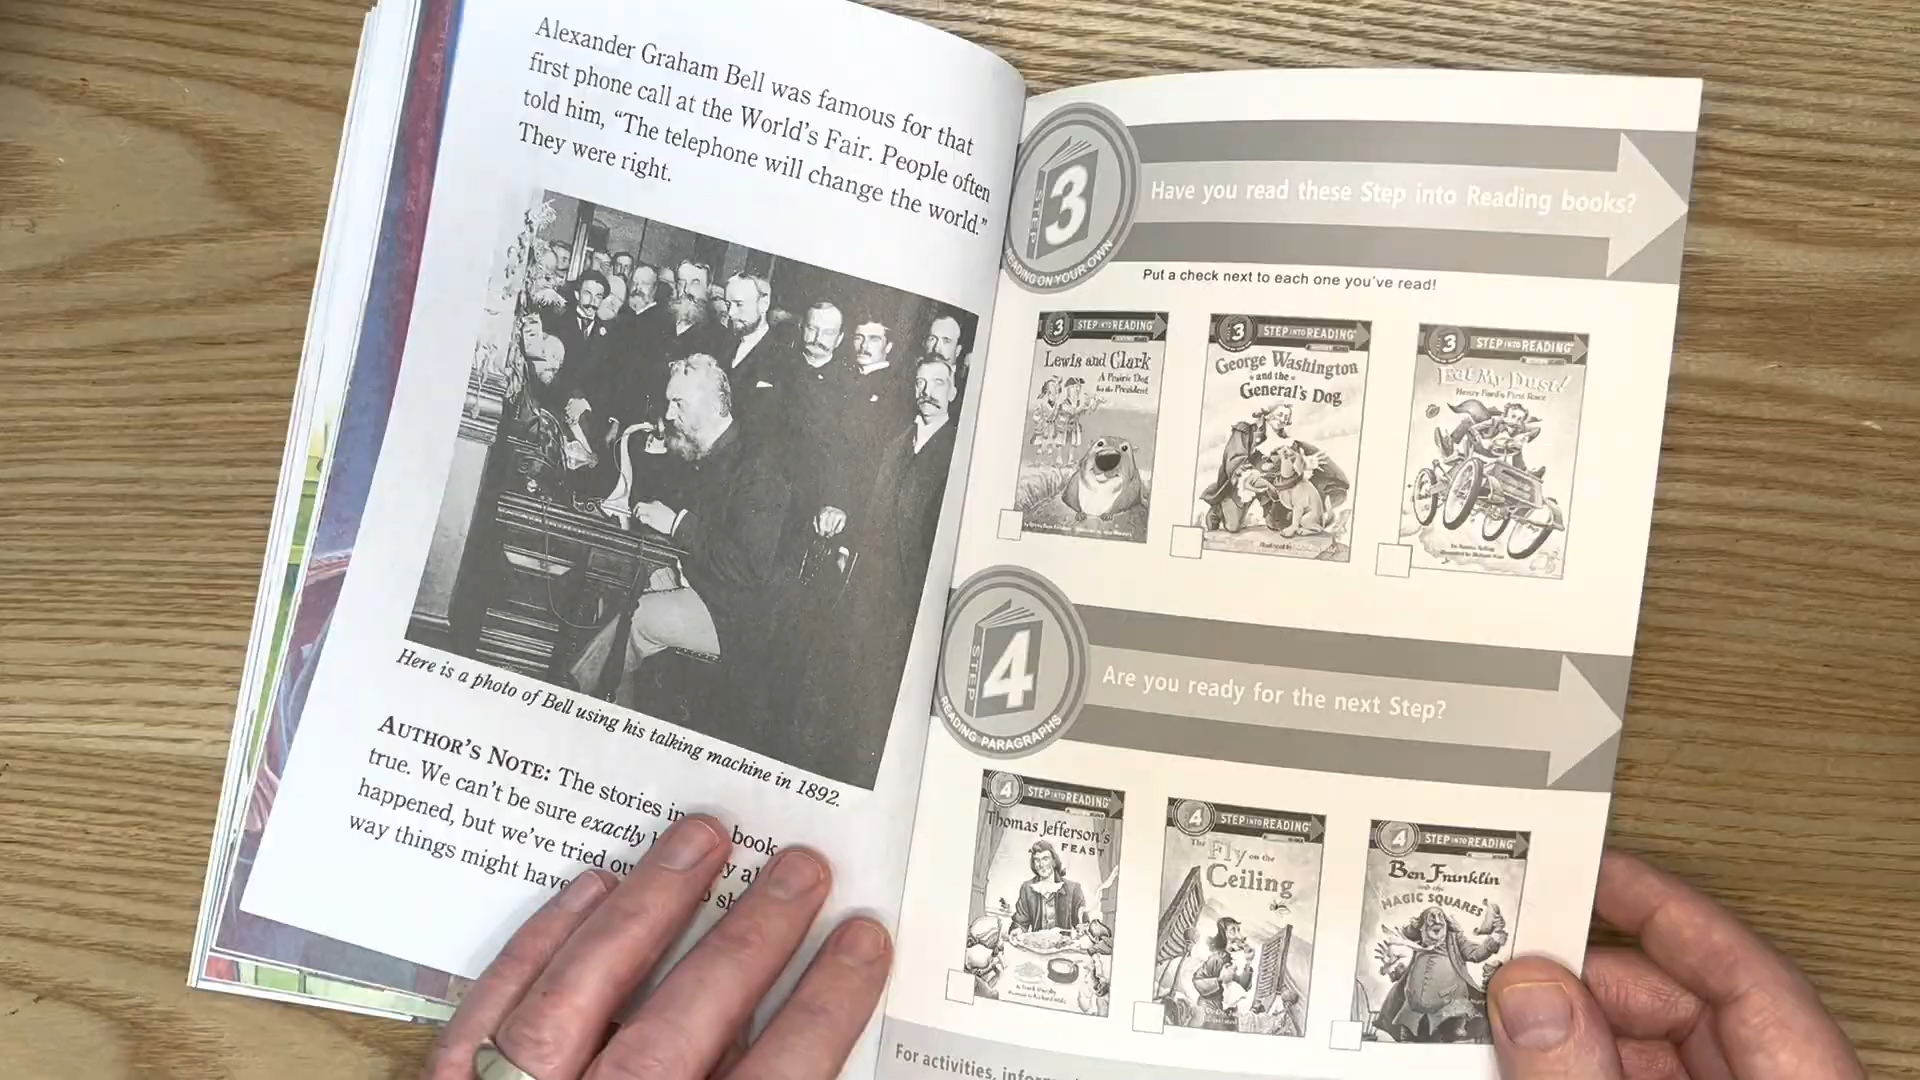 Alexander Graham Bell was famous for that
first phone call at the World's Fair. People often
told him, “The telephone will change the world.”
They were right.
Here is a photo of Bell using his talking machine in 1892.
AUTHOR'S NOTE: The stories in book
true. We can't be sure exactly
happened, but we've tried
way things might have
STEP 3
READING ON YOUR OWN
Have you read these Step into Reading books?
Put a check next to each one you've read!
3 STEP INTO READING
Lewis and Clark
A Prairie Dog
for the President
3 STEP INTO READING
George Washington
and the
General's Dog
3 STEP INTO READING
Eat My Dust!
Henry Ford's First Race
STEP 4
READING PARAGRAPHS
Are you ready for the next Step?
4 STEP INTO READING
Thomas Jefferson's
FEAST
4 STEP INTO READING
The Fly on the
Ceiling
4 STEP INTO READING
Ben Franklin
and the
MAGIC SQUARES
For activities,